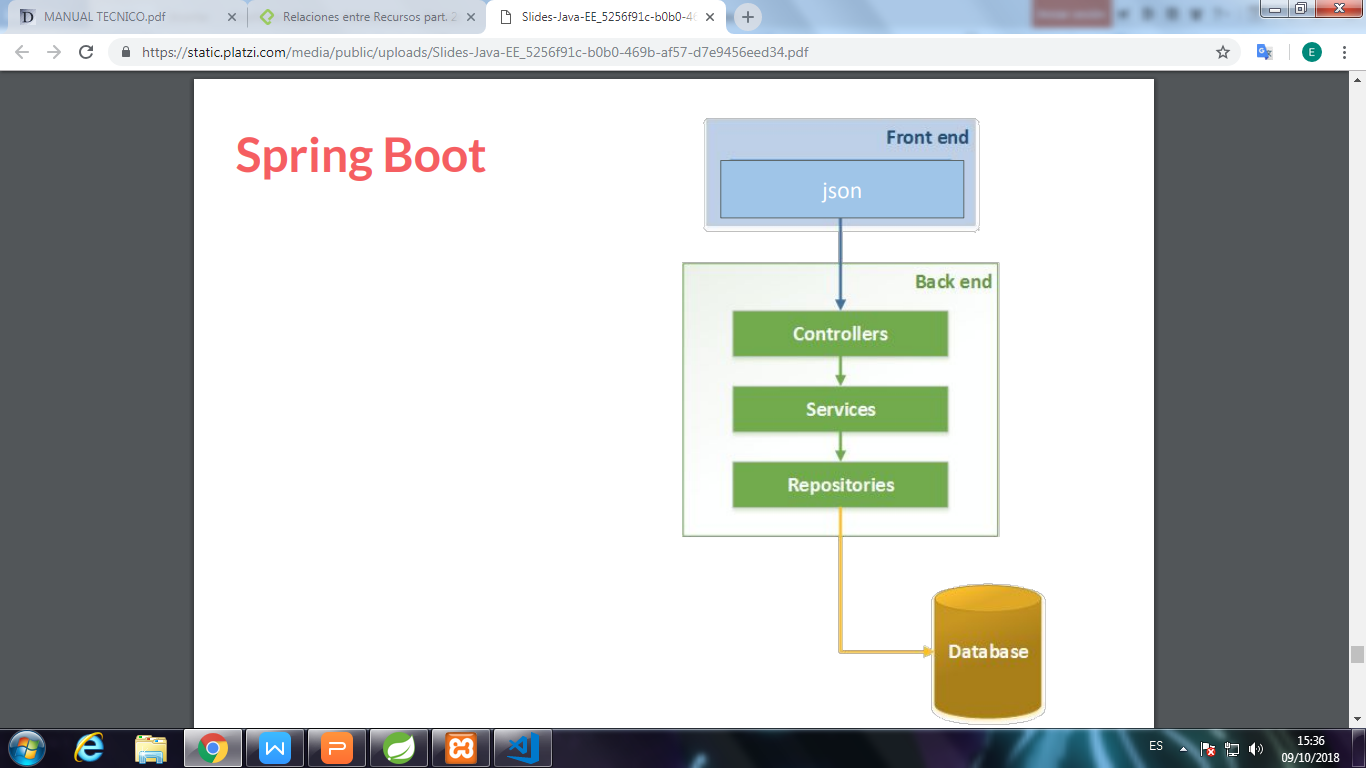 MANUAL TECNICO.pdf
Relaciones entre Recursos part. 2
Slides-Java-EE_5256f91c-b0b0-46
https://static.platzi.com/media/public/uploads/Slides-Java-EE_5256f91c-b0b0-469b-af57-d7e9456eed34.pdf
E
Spring Boot
Front end
json
Back end
Controllers
Services
Repositories
Database
ES
15:36
09/10/2018